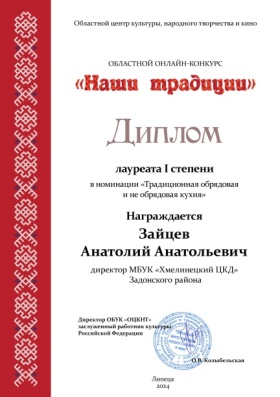 Областной центр культуры, народного творчества и кино
ОБЛАСТНОЙ ОНЛАЙН-КОНКУРС
«Наши традиции»
Диплом
лауреата I степени
в номинации «Традиционная обрядовая
и не обрядовая кухня»
Награждается
Зайцев
Анатолий Анатольевич
директор МБУК «Хмелинецкий ЦКД»
Задонского района
Директор ОБУК «ОЦКНТ»
заслуженный работник культуры
Российской Федерации
О.В. Колыбельская
Липецк
2024